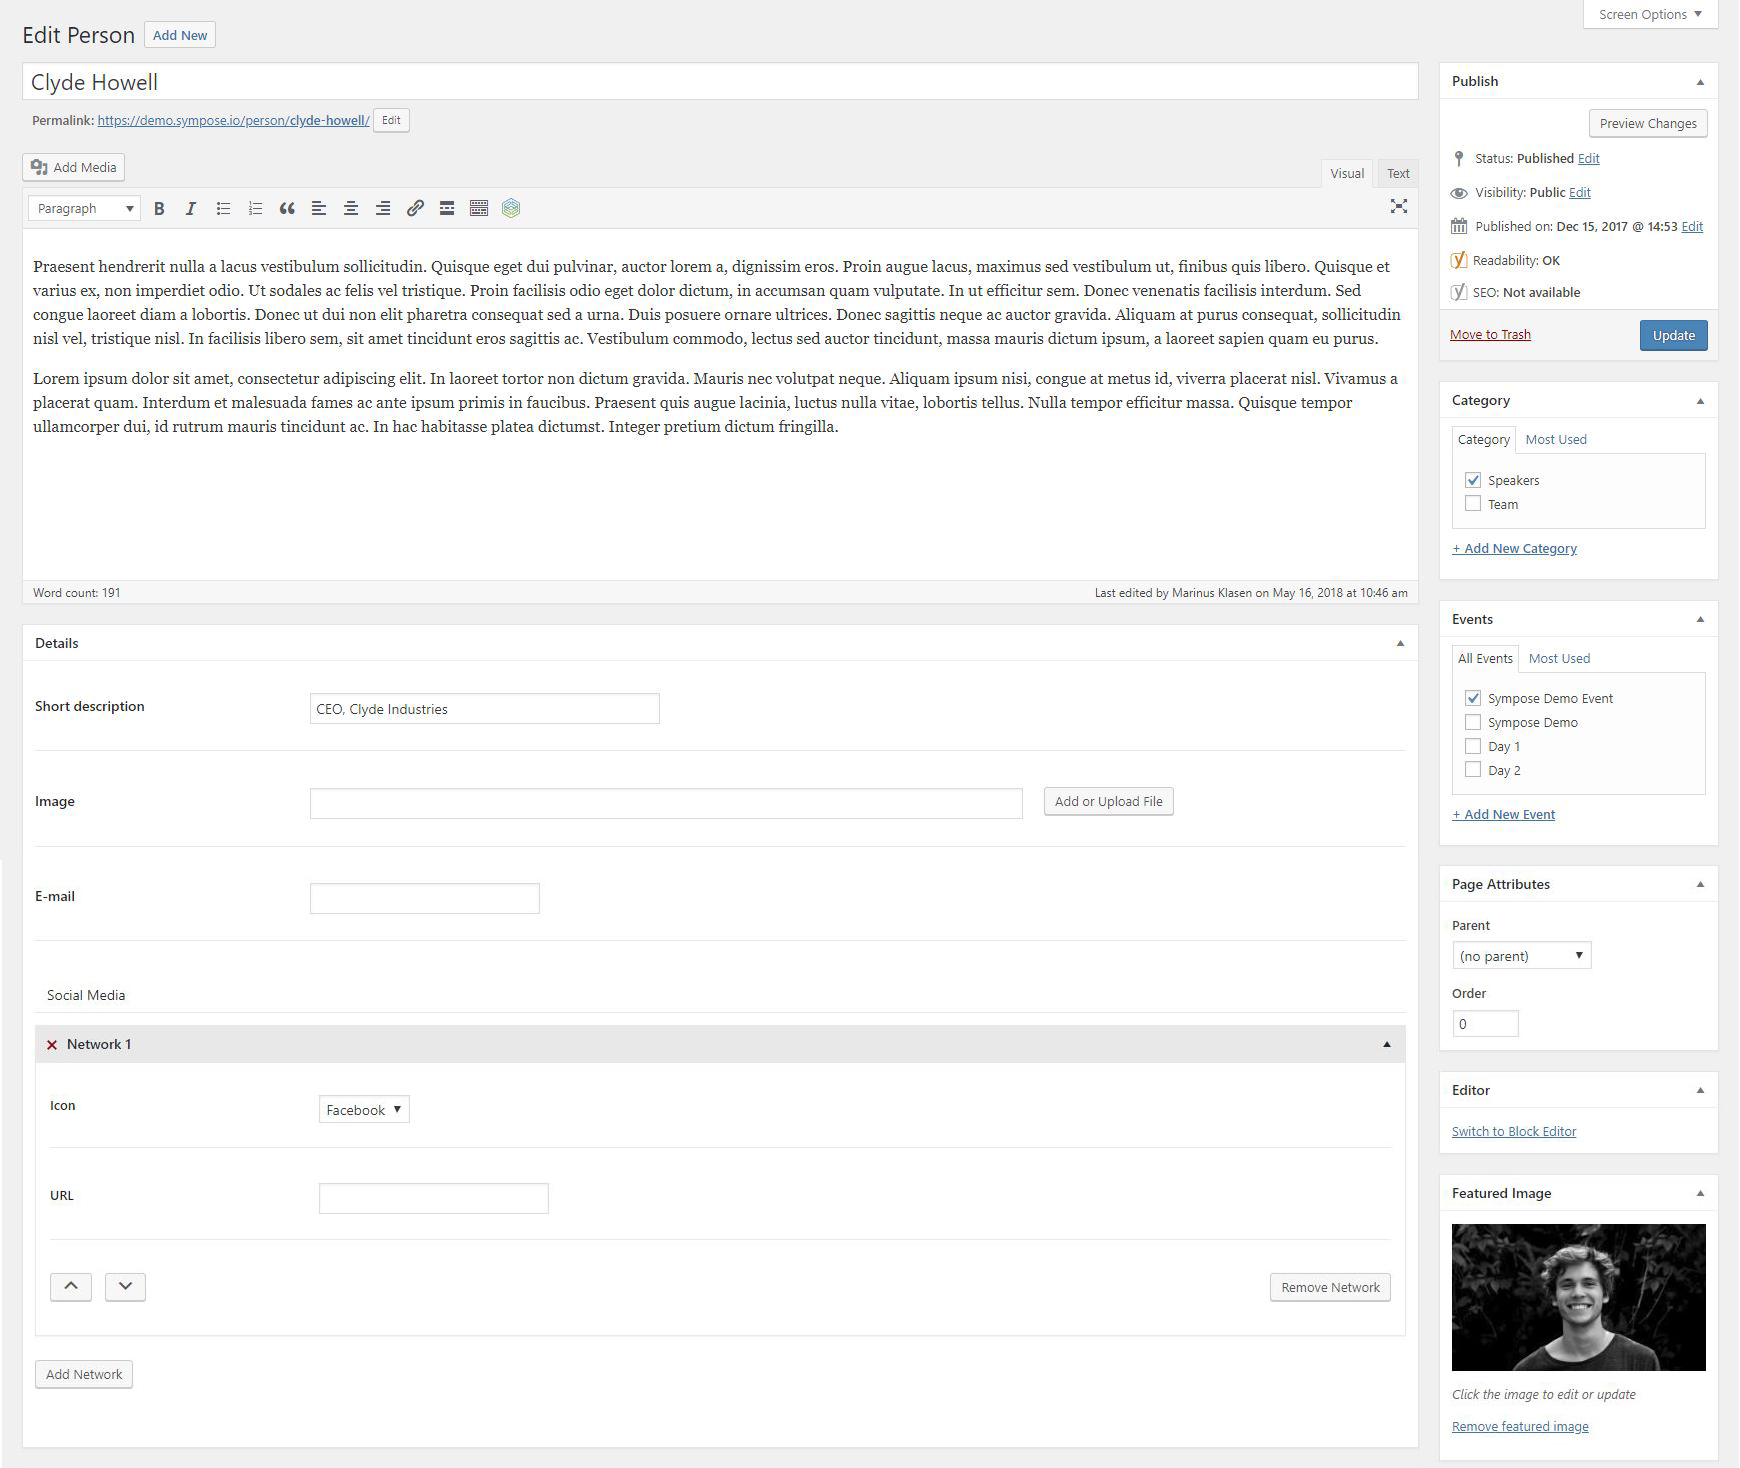 Screen Options
Edit Person Add New
Clyde Howell
Permalink: https://demo.sympose.io/person/clyde-howell/ Edit
Add Media
Visual Text
Paragraph
Praesent hendrerit nulla a lacus vestibulum sollicitudin. Quisque eget dui pulvinar, auctor lorem a, dignissim eros. Proin augue lacus, maximus sed vestibulum ut, finibus quis libero. Quisque et
varius ex, non imperdiet odio. Ut sodales ac felis vel tristique. Proin facilisis odio eget dolor dictum, in accumsan quam vulputate. In ut efficitur sem. Donec venenatis facilisis interdum. Sed
congue laoreet diam a lobortis. Donec ut dui non elit pharetra consequat sed a urna. Duis posuere ornare ultrices. Donec sagittis neque ac auctor gravida. Aliquam at purus consequat, sollicitudin
nisl vel, tristique nisl. In facilisis libero sem, sit amet tincidunt eros sagittis ac. Vestibulum commodo, lectus sed auctor tincidunt, massa mauris dictum ipsum, a laoreet sapien quam eu purus.
Lorem ipsum dolor sit amet, consectetur adipiscing elit. In laoreet tortor non dictum gravida. Mauris nec volutpat neque. Aliquam ipsum nisi, congue at metus id, viverra placerat nisl. Vivamus a
placerat quam. Interdum et malesuada fames ac ante ipsum primis in faucibus. Praesent quis augue lacinia, luctus nulla vitae, lobortis tellus. Nulla tempor efficitur massa. Quisque tempor
ullamcorper dui, id rutrum mauris tincidunt ac. In hac habitasse platea dictumst. Integer pretium dictum fringilla.
Word count: 191
Last edited by Marinus Klasen on May 16, 2018 at 10:46 am
Details
Short description
CEO, Clyde Industries
Image
Add or Upload File
E-mail
Social Media
Network 1
Icon
Facebook
URL
Remove Network
Add Network
Publish
Preview Changes
Status: Published Edit
Visibility: Public Edit
Published on: Dec 15, 2017 @ 14:53 Edit
Readability: OK
SEO: Not available
Move to Trash
Update
Category
Category Most Used
Speakers
Team
+ Add New Category
Events
All Events Most Used
Sympose Demo Event
Sympose Demo
Day 1
Day 2
+ Add New Event
Page Attributes
Parent
(no parent)
Order
0
Editor
Switch to Block Editor
Featured Image
Click the image to edit or update
Remove featured image